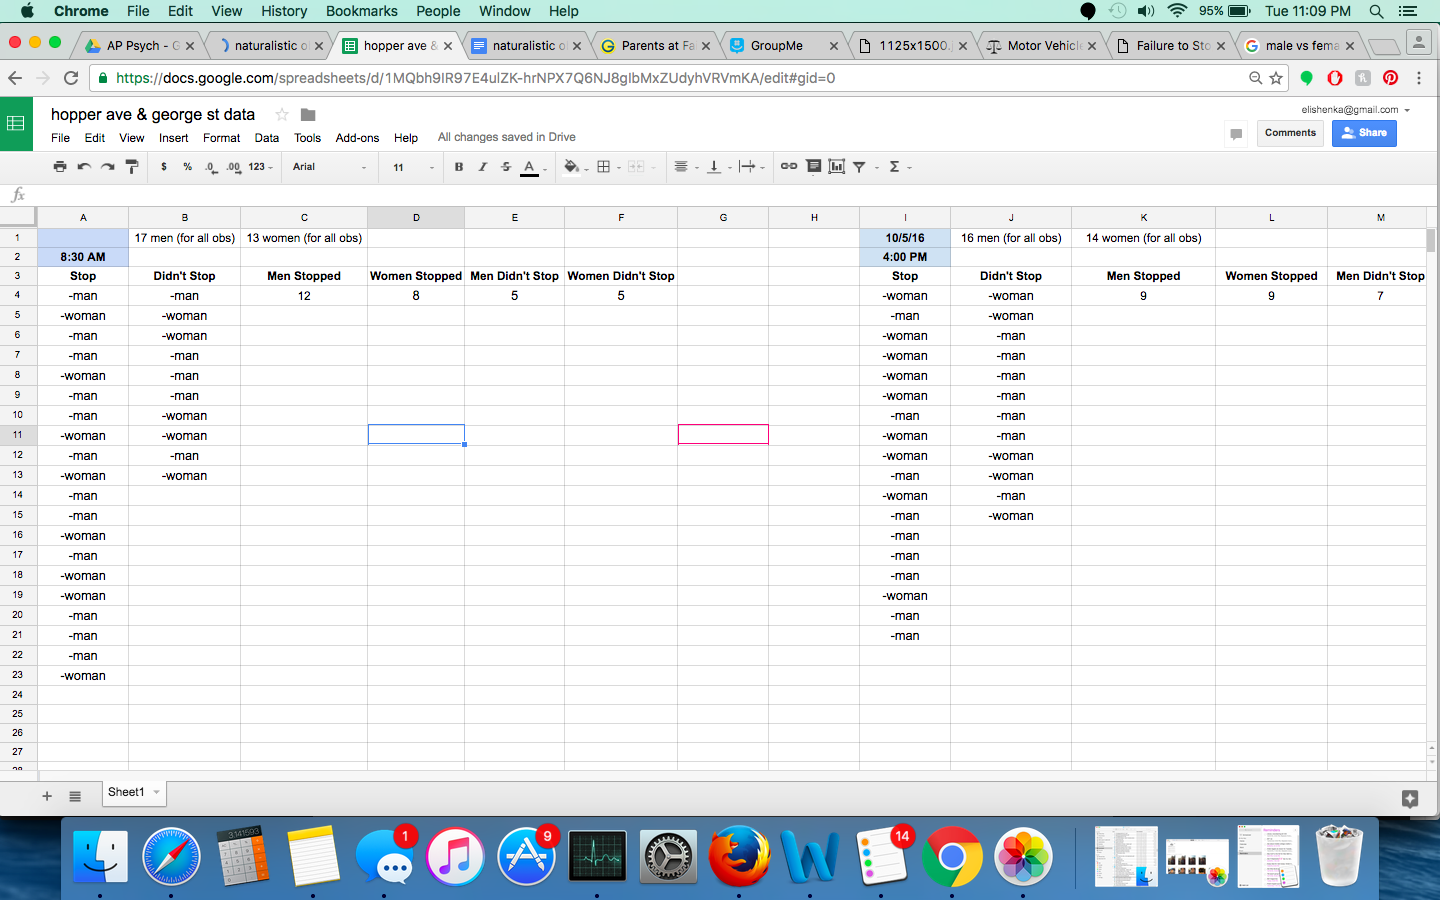 Chrome File Edit View History Bookmarks People Window Help 95% Tue 11:09 PM
AP Psych - G naturalistic o hopper ave & naturalistic o Parents at Fa GroupMe 1125x1500. Motor Vehicle Failure to Sto male vs fema
https://docs.google.com/spreadsheets/d/1MQbh9IR97E4ulZK-hrNPX7Q6NJ8glbMxZUdyhVRVmKA/edit#gid=0
hopper ave & george st data elishenka@gmail.com
File Edit View Insert Format Data Tools Add-ons Help All changes saved in Drive Comments Share
$ % .0 .00 123 Arial 11 B I S A Σ
fx
A B C D E F G H I J K L M
1 17 men (for all obs) 13 women (for all obs) 10/5/16 16 men (for all obs) 14 women (for all obs)
2 8:30 AM 4:00 PM
3 Stop Didn't Stop Men Stopped Women Stopped Men Didn't Stop Women Didn't Stop Stop Didn't Stop Men Stopped Women Stopped Men Didn't Stop
4 -man -man 12 8 5 5 -woman -woman 9 9 7
5 -woman -woman -man -woman
6 -man -woman -woman -man
7 -man -man -woman -man
8 -woman -man -woman -man
9 -man -man -woman -man
10 -man -woman -man -man
11 -woman -woman -woman -man
12 -man -man -woman -woman
13 -woman -woman -man -woman
14 -man -woman -man
15 -man -man -woman
16 -woman -man
17 -man -man
18 -woman -man
19 -woman -woman
20 -man -man
21 -man -man
22 -man
23 -woman
24
25
26
27
28
+ Sheet1
3.141593 1 9 14